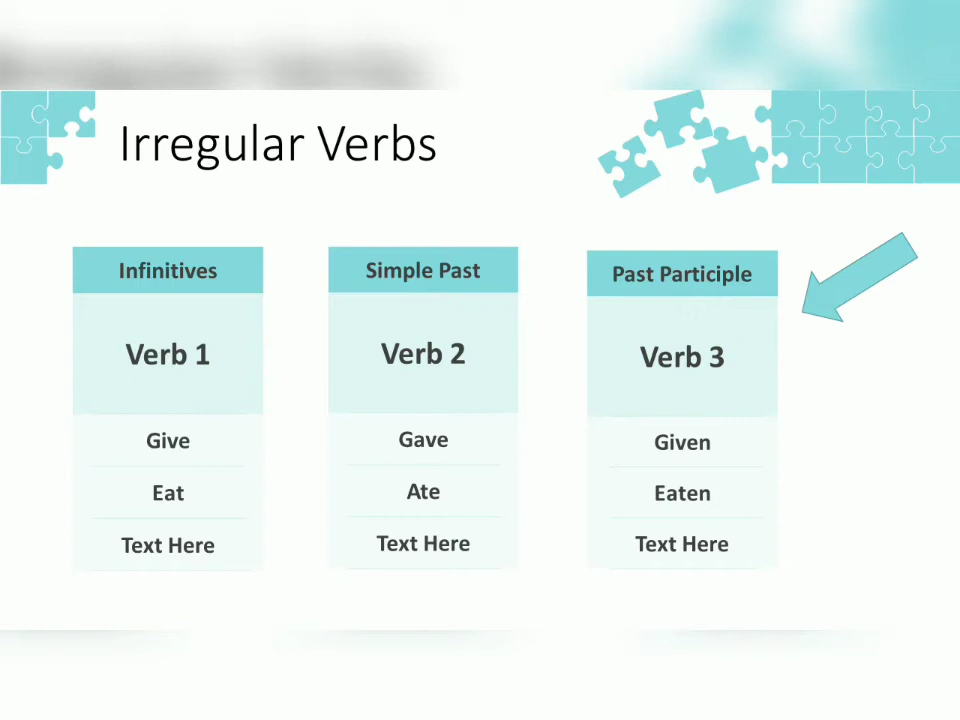 Irregular Verbs
Infinitives
Verb 1
Give
Eat
Text Here
Simple Past
Verb 2
Gave
Ate
Text Here
Past Participle
Verb 3
Given
Eaten
Text Here